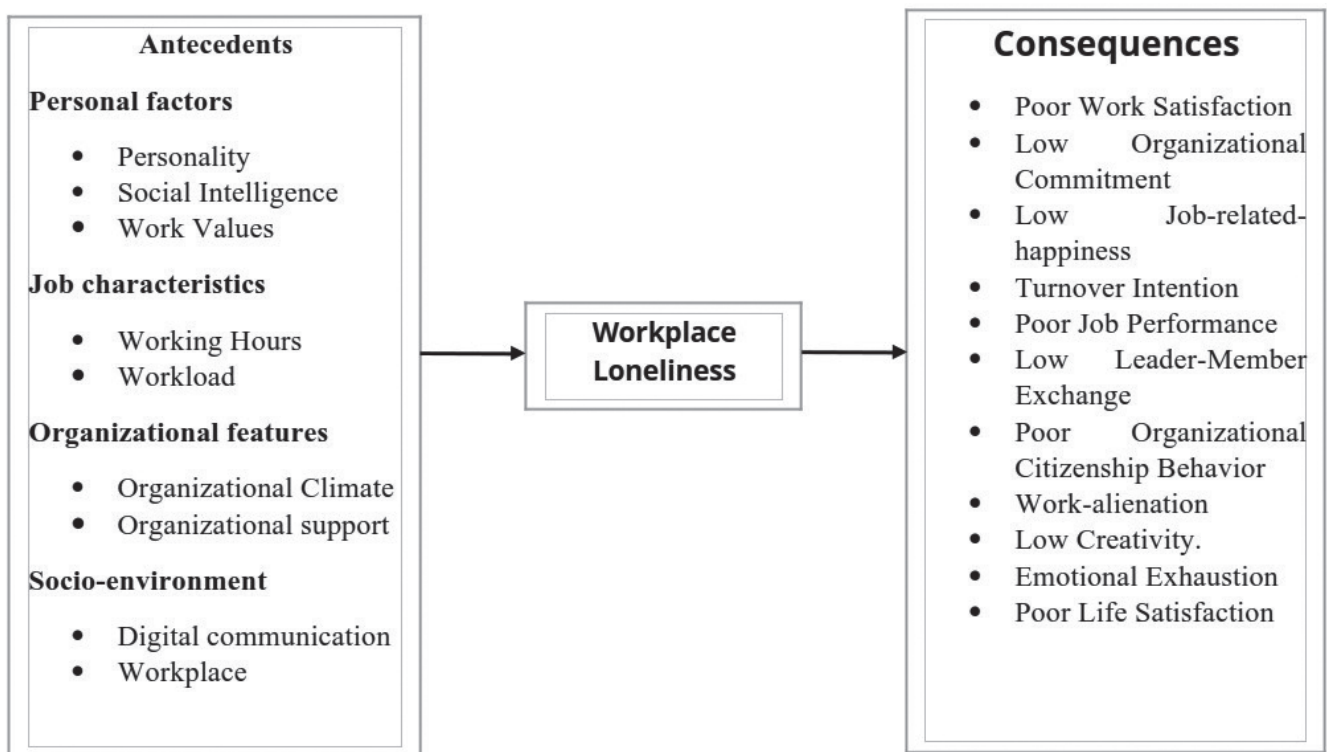 Antecedents
Personal factors
• Personality
• Social Intelligence
• Work Values
Job characteristics
• Working Hours
• Workload
Organizational features
• Organizational Climate
• Organizational support
Socio-environment
• Digital communication
• Workplace
Workplace
Loneliness
Consequences
• Poor Work Satisfaction
• Low Organizational
Commitment
• Low Job-related-
happiness
• Turnover Intention
• Poor Job Performance
• Low Leader-Member
Exchange
• Poor Organizational
Citizenship Behavior
• Work-alienation
• Low Creativity.
• Emotional Exhaustion
• Poor Life Satisfaction